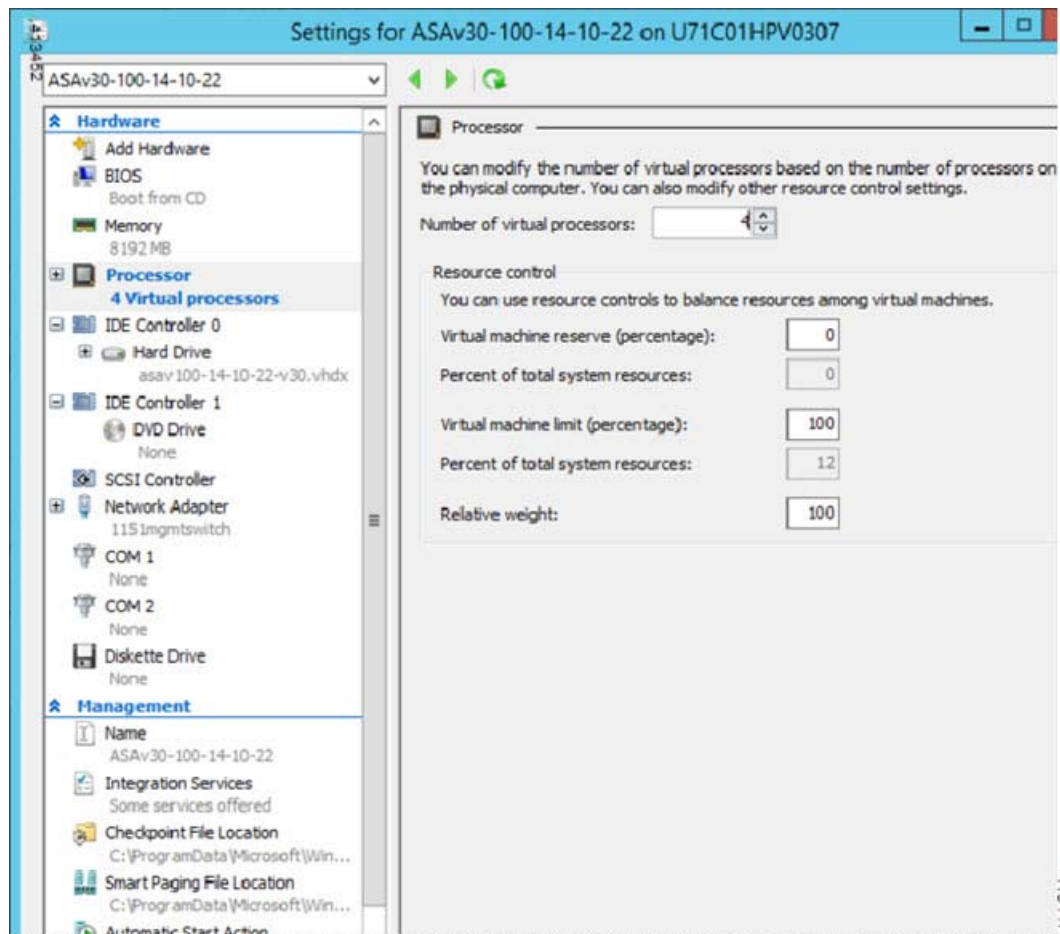 Settings for ASAv30-100-14-10-22 on U71C01HPV0307
433452
ASAv30-100-14-10-22
Hardware
Add Hardware
BIOS
Boot from CD
Memory
8192 MB
Processor
4 Virtual processors
IDE Controller 0
Hard Drive
asav100-14-10-22-v30.vhdx
IDE Controller 1
DVD Drive
None
SCSI Controller
Network Adapter
1151mgmtswitch
COM 1
None
COM 2
None
Diskette Drive
None
Management
Name
ASAv30-100-14-10-22
Integration Services
Some services offered
Checkpoint File Location
C:\ProgramData\Microsoft\Win...
Smart Paging File Location
C:\ProgramData\Microsoft\Win...
Automatic Start Action
Processor
You can modify the number of virtual processors based on the number of processors on
the physical computer. You can also modify other resource control settings.
Number of virtual processors: 4
Resource control
You can use resource controls to balance resources among virtual machines.
Virtual machine reserve (percentage): 0
Percent of total system resources: 0
Virtual machine limit (percentage): 100
Percent of total system resources: 12
Relative weight: 100